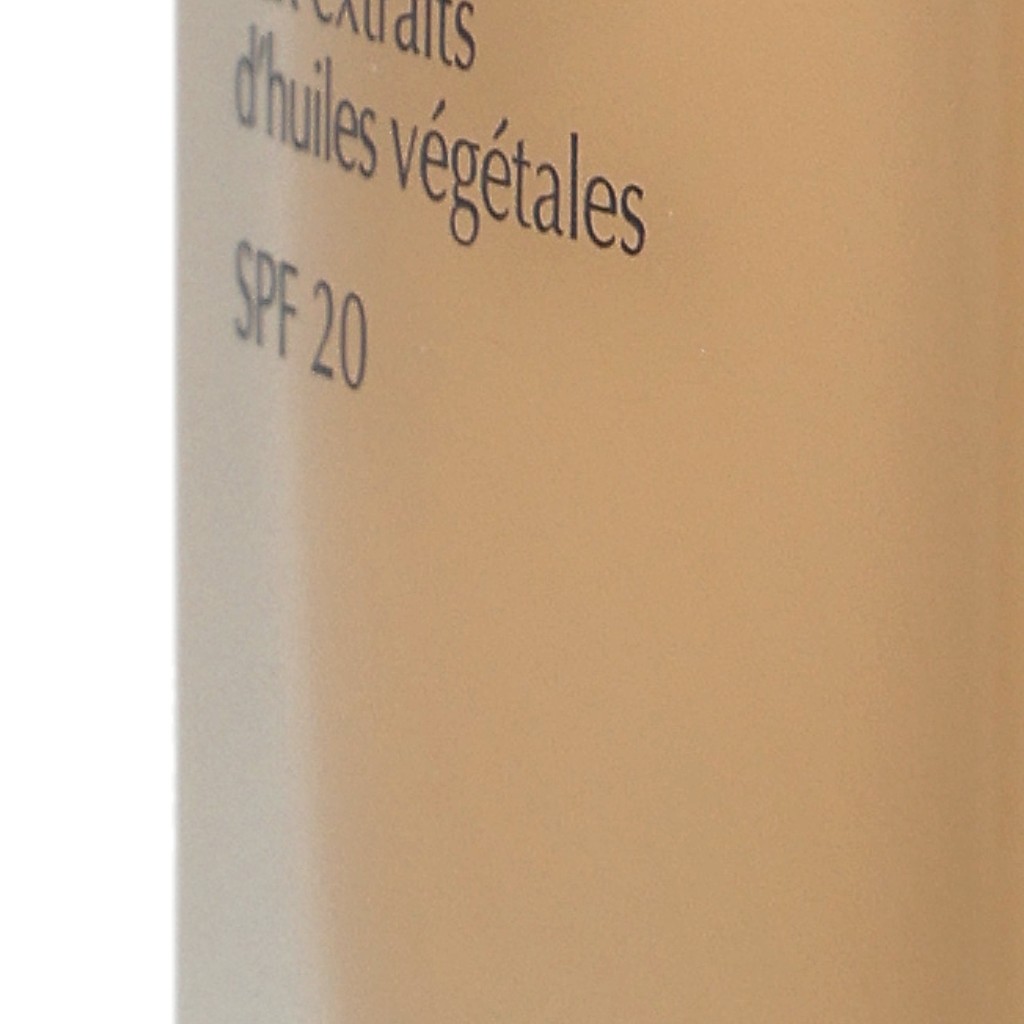 extraits
d'huiles végétales
SPF 20